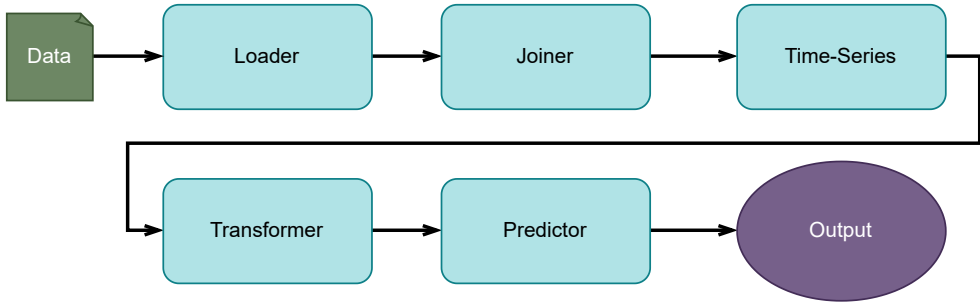 Data
Loader
Joiner
Time-Series
Transformer
Predictor
Output